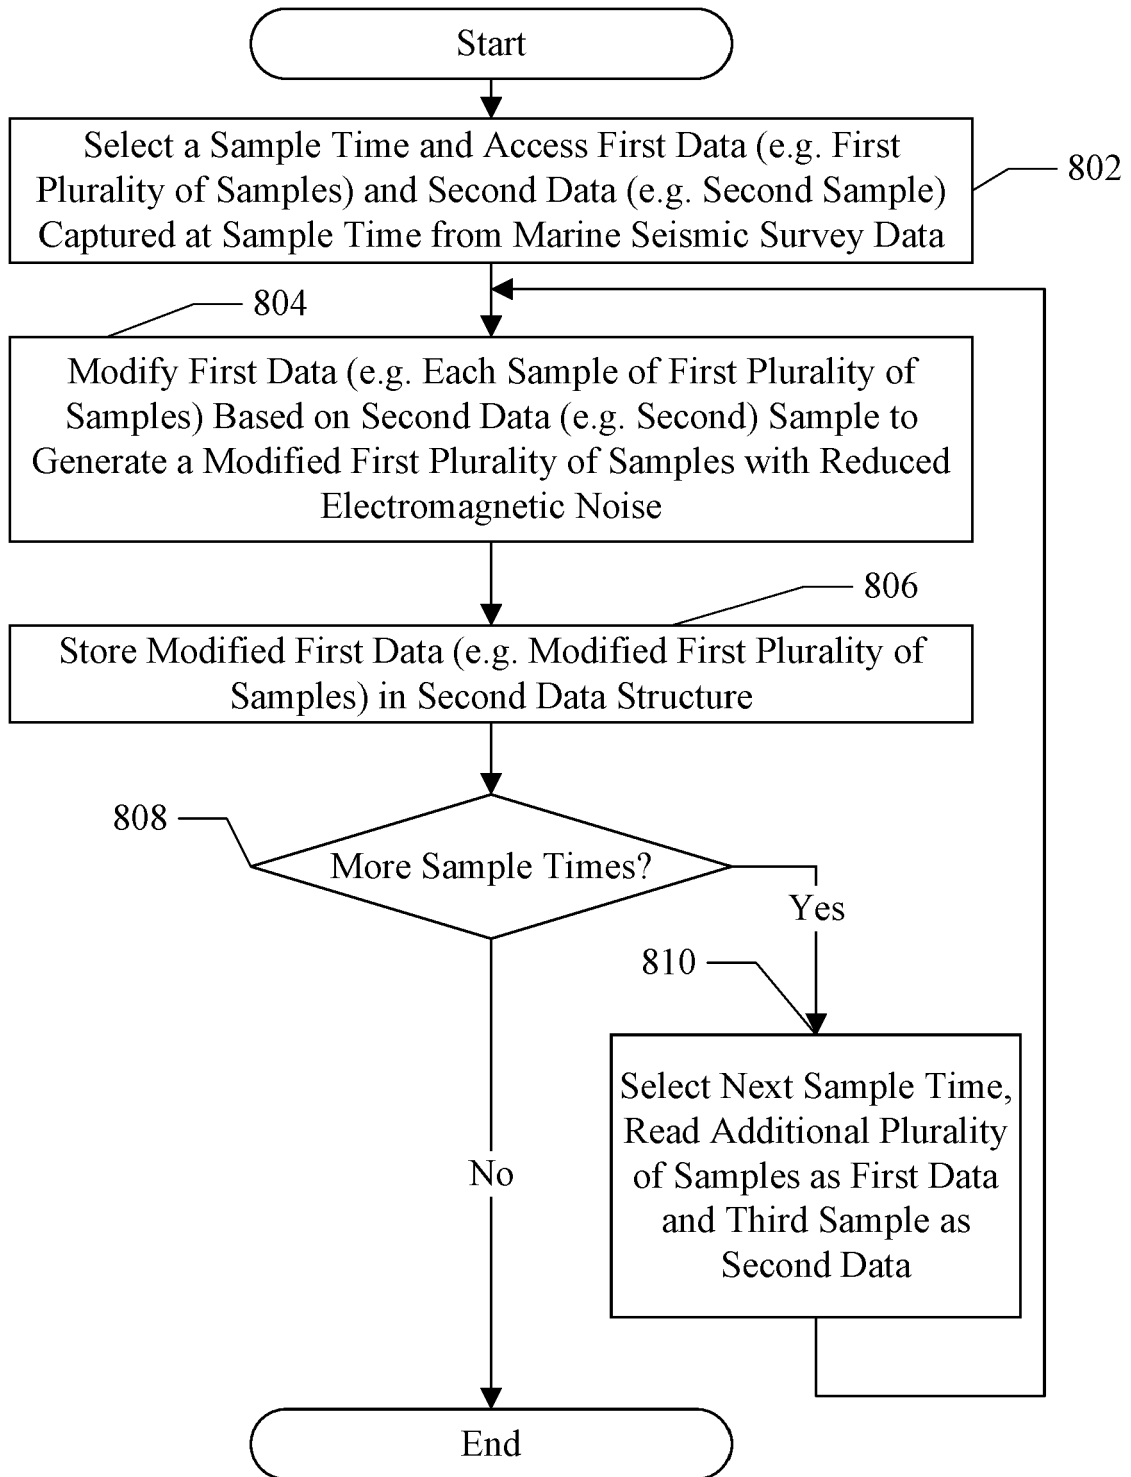 Start
Select a Sample Time and Access First Data (e.g. First
Plurality of Samples) and Second Data (e.g. Second Sample)
Captured at Sample Time from Marine Seismic Survey Data
802
804
Modify First Data (e.g. Each Sample of First Plurality of
Samples) Based on Second Data (e.g. Second) Sample to
Generate a Modified First Plurality of Samples with Reduced
Electromagnetic Noise
806
Store Modified First Data (e.g. Modified First Plurality of
Samples) in Second Data Structure
808
More Sample Times?
Yes
810
Select Next Sample Time,
Read Additional Plurality
of Samples as First Data
and Third Sample as
Second Data
No
End